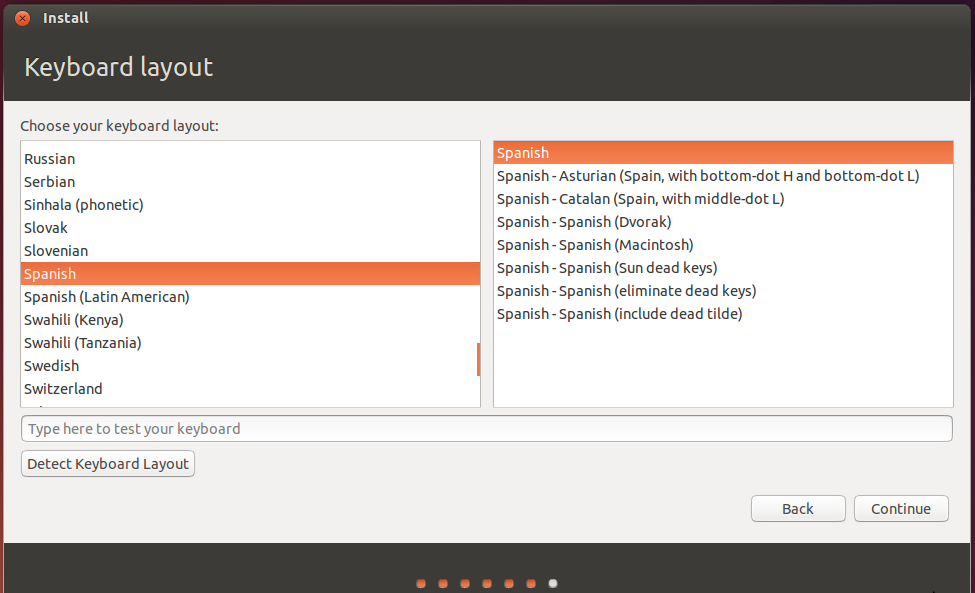 Install
Keyboard layout
Choose your keyboard layout:
Russian
Serbian
Sinhala (phonetic)
Slovak
Slovenian
Spanish
Spanish (Latin American)
Swahili (Kenya)
Swahili (Tanzania)
Swedish
Switzerland
Spanish
Spanish - Asturian (Spain, with bottom-dot H and bottom-dot L)
Spanish - Catalan (Spain, with middle-dot L)
Spanish - Spanish (Dvorak)
Spanish - Spanish (Macintosh)
Spanish - Spanish (Sun dead keys)
Spanish - Spanish (eliminate dead keys)
Spanish - Spanish (include dead tilde)
Type here to test your keyboard
Detect Keyboard Layout
Back
Continue